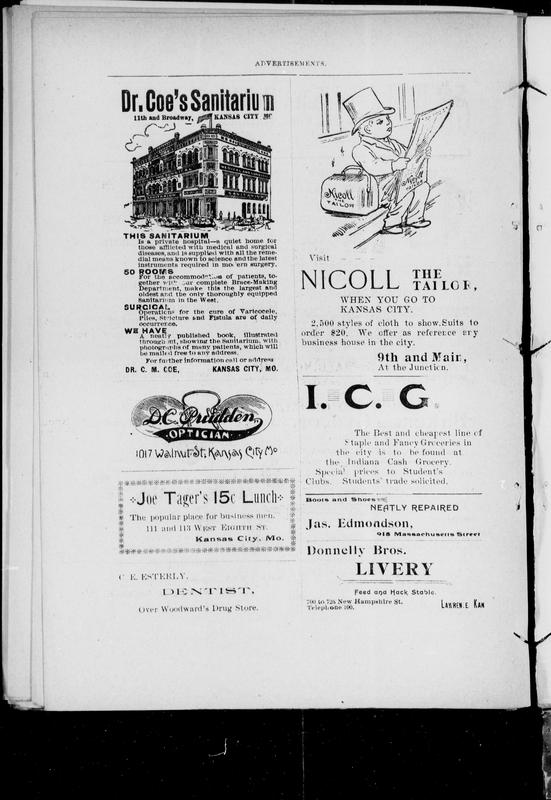 ADVERTISEMENTS.
Dr. Coe's Sanitarium
11th and Broadway, KANSAS CITY MO
THIS SANITARIUM
Is a private hospital—a quiet home for
those afflicted with medical and surgical
diseases, and is supplied with all the reme-
dial means known to science and the latest
instruments required in modern surgery.
50 ROOMS
For the accommodation of patients, to-
gether with our complete Brace-Making
Department, make this the largest and
oldest and the only thoroughly equipped
Sanitarium in the West.
SURGICAL
Operations for the cure of Varicocele,
Piles, Stricture and Fistula are of daily
occurrence.
WE HAVE
A neatly published book, illustrated
throughout, showing the Sanitarium, with
photographs of many patients, which will
be mailed free to any address.
For further information call or address
DR. C. M. COE, KANSAS CITY, MO.
D.C. Prudden,
OPTICIAN
1017 Walnut St, Kansas City Mo
Joe Tager's 15c Lunch
The popular place for business men.
111 and 113 WEST EIGHTH ST.
Kansas City, Mo.
C. E. ESTERLY,
DENTIST,
Over Woodward's Drug Store.
Nicoll
THE
TAILOR
Nicoll
Visit
NICOLL THE TAILOR,
WHEN YOU GO TO
KANSAS CITY.
2,500 styles of cloth to show. Suits to
order $20. We offer as reference ery
business house in the city.
9th and Main,
At the Junction.
I. C. G.
The Best and cheapest line of
Staple and Fancy Groceries in
the city is to be found at
the Indiana Cash Grocery.
Special prices to Student's
Clubs. Students' trade solicited.
Boots and Shoes
NEATLY REPAIRED
Jas. Edmondson,
915 Massachusetts Street
Donnelly Bros.
LIVERY
Feed and Hack Stable.
700 to 726 New Hampshire St.
Telephone 100. LAWRENCE KAN